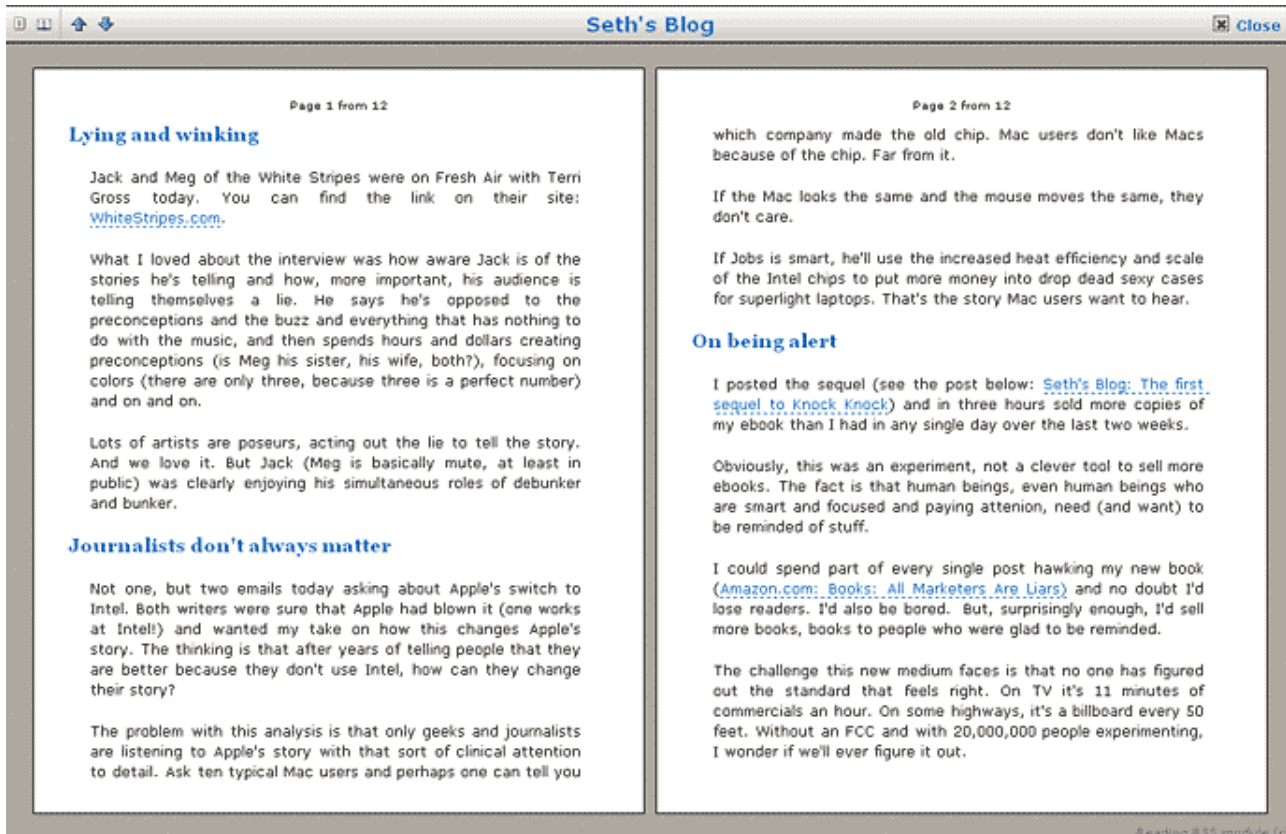 Seth's Blog
Close
Page 1 from 12
Lying and winking
Jack and Meg of the White Stripes were on Fresh Air with Terri
Gross today. You can find the link on their site:
WhiteStripes.com.
What I loved about the interview was how aware Jack is of the
stories he's telling and how, more important, his audience is
telling themselves a lie. He says he's opposed to the
preconceptions and the buzz and everything that has nothing to
do with the music, and then spends hours and dollars creating
preconceptions (is Meg his sister, his wife, both?), focusing on
colors (there are only three, because three is a perfect number)
and on and on.
Lots of artists are poseurs, acting out the lie to tell the story.
And we love it. But Jack (Meg is basically mute, at least in
public) was clearly enjoying his simultaneous roles of debunker
and bunker.
Journalists don't always matter
Not one, but two emails today asking about Apple's switch to
Intel. Both writers were sure that Apple had blown it (one works
at Intel!) and wanted my take on how this changes Apple's
story. The thinking is that after years of telling people that they
are better because they don't use Intel, how can they change
their story?
The problem with this analysis is that only geeks and journalists
are listening to Apple's story with that sort of clinical attention
to detail. Ask ten typical Mac users and perhaps one can tell you
Page 2 from 12
which company made the old chip. Mac users don't like Macs
because of the chip. Far from it.
If the Mac looks the same and the mouse moves the same, they
don't care.
If Jobs is smart, he'll use the increased heat efficiency and scale
of the Intel chips to put more money into drop dead sexy cases
for superlight laptops. That's the story Mac users want to hear.
On being alert
I posted the sequel (see the post below: Seth's Blog: The first
sequel to Knock Knock) and in three hours sold more copies of
my ebook than I had in any single day over the last two weeks.
Obviously, this was an experiment, not a clever tool to sell more
ebooks. The fact is that human beings, even human beings who
are smart and focused and paying attenion, need (and want) to
be reminded of stuff.
I could spend part of every single post hawking my new book
(Amazon.com: Books: All Marketers Are Liars) and no doubt I'd
lose readers. I'd also be bored. But, surprisingly enough, I'd sell
more books, books to people who were glad to be reminded.
The challenge this new medium faces is that no one has figured
out the standard that feels right. On TV it's 11 minutes of
commercials an hour. On some highways, it's a billboard every 50
feet. Without an FCC and with 20,000,000 people experimenting,
I wonder if we'll ever figure it out.
Reading RSS